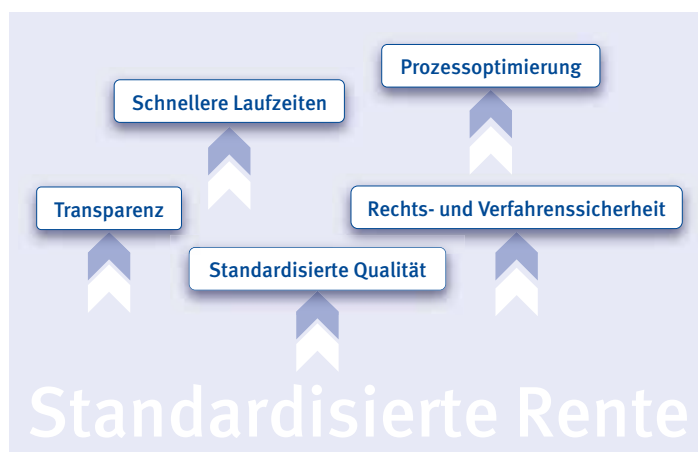 Prozessoptimierung
Schnellere Laufzeiten
Transparenz
Rechts- und Verfahrenssicherheit
Standardisierte Qualität
Standardisierte Rente